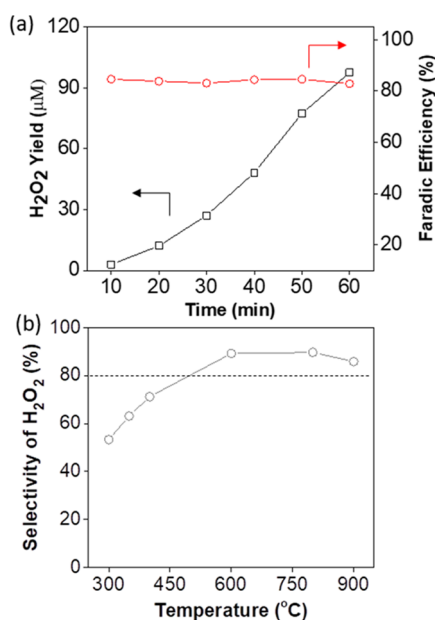 (a)
120
90
60
30
0
H₂O₂ Yield (μM)
100
80
60
40
20
Faradic Efficiency (%)
10 20 30 40 50 60
Time (min)
(b)
100
80
60
40
20
0
Selectivity of H₂O₂ (%)
300 450 600 750 900
Temperature (°C)